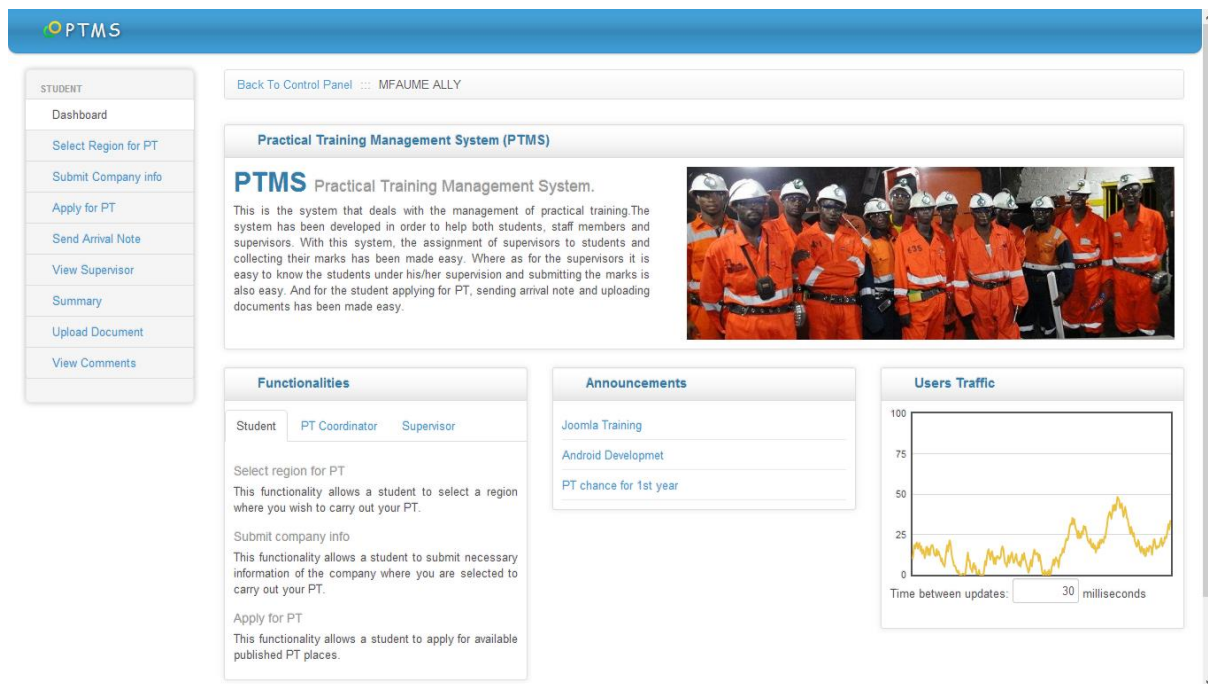 PTMS
STUDENT
Dashboard
Select Region for PT
Submit Company info
Apply for PT
Send Arrival Note
View Supervisor
Summary
Upload Document
View Comments
Back To Control Panel ::: MFAUME ALLY
Practical Training Management System (PTMS)
PTMS Practical Training Management System.
This is the system that deals with the management of practical training.The
system has been developed in order to help both students, staff members and
supervisors. With this system, the assignment of supervisors to students and
collecting their marks has been made easy. Where as for the supervisors it is
easy to know the students under his/her supervision and submitting the marks is
also easy. And for the student applying for PT, sending arrival note and uploading
documents has been made easy.
Functionalities
Student PT Coordinator Supervisor
Select region for PT
This functionality allows a student to select a region
where you wish to carry out your PT.
Submit company info
This functionality allows a student to submit necessary
information of the company where you are selected to
carry out your PT.
Apply for PT
This functionality allows a student to apply for available
published PT places.
Announcements
Joomla Training
Android Developmet
PT chance for 1st year
Users Traffic
100
75
50
25
0
Time between updates: 30 milliseconds